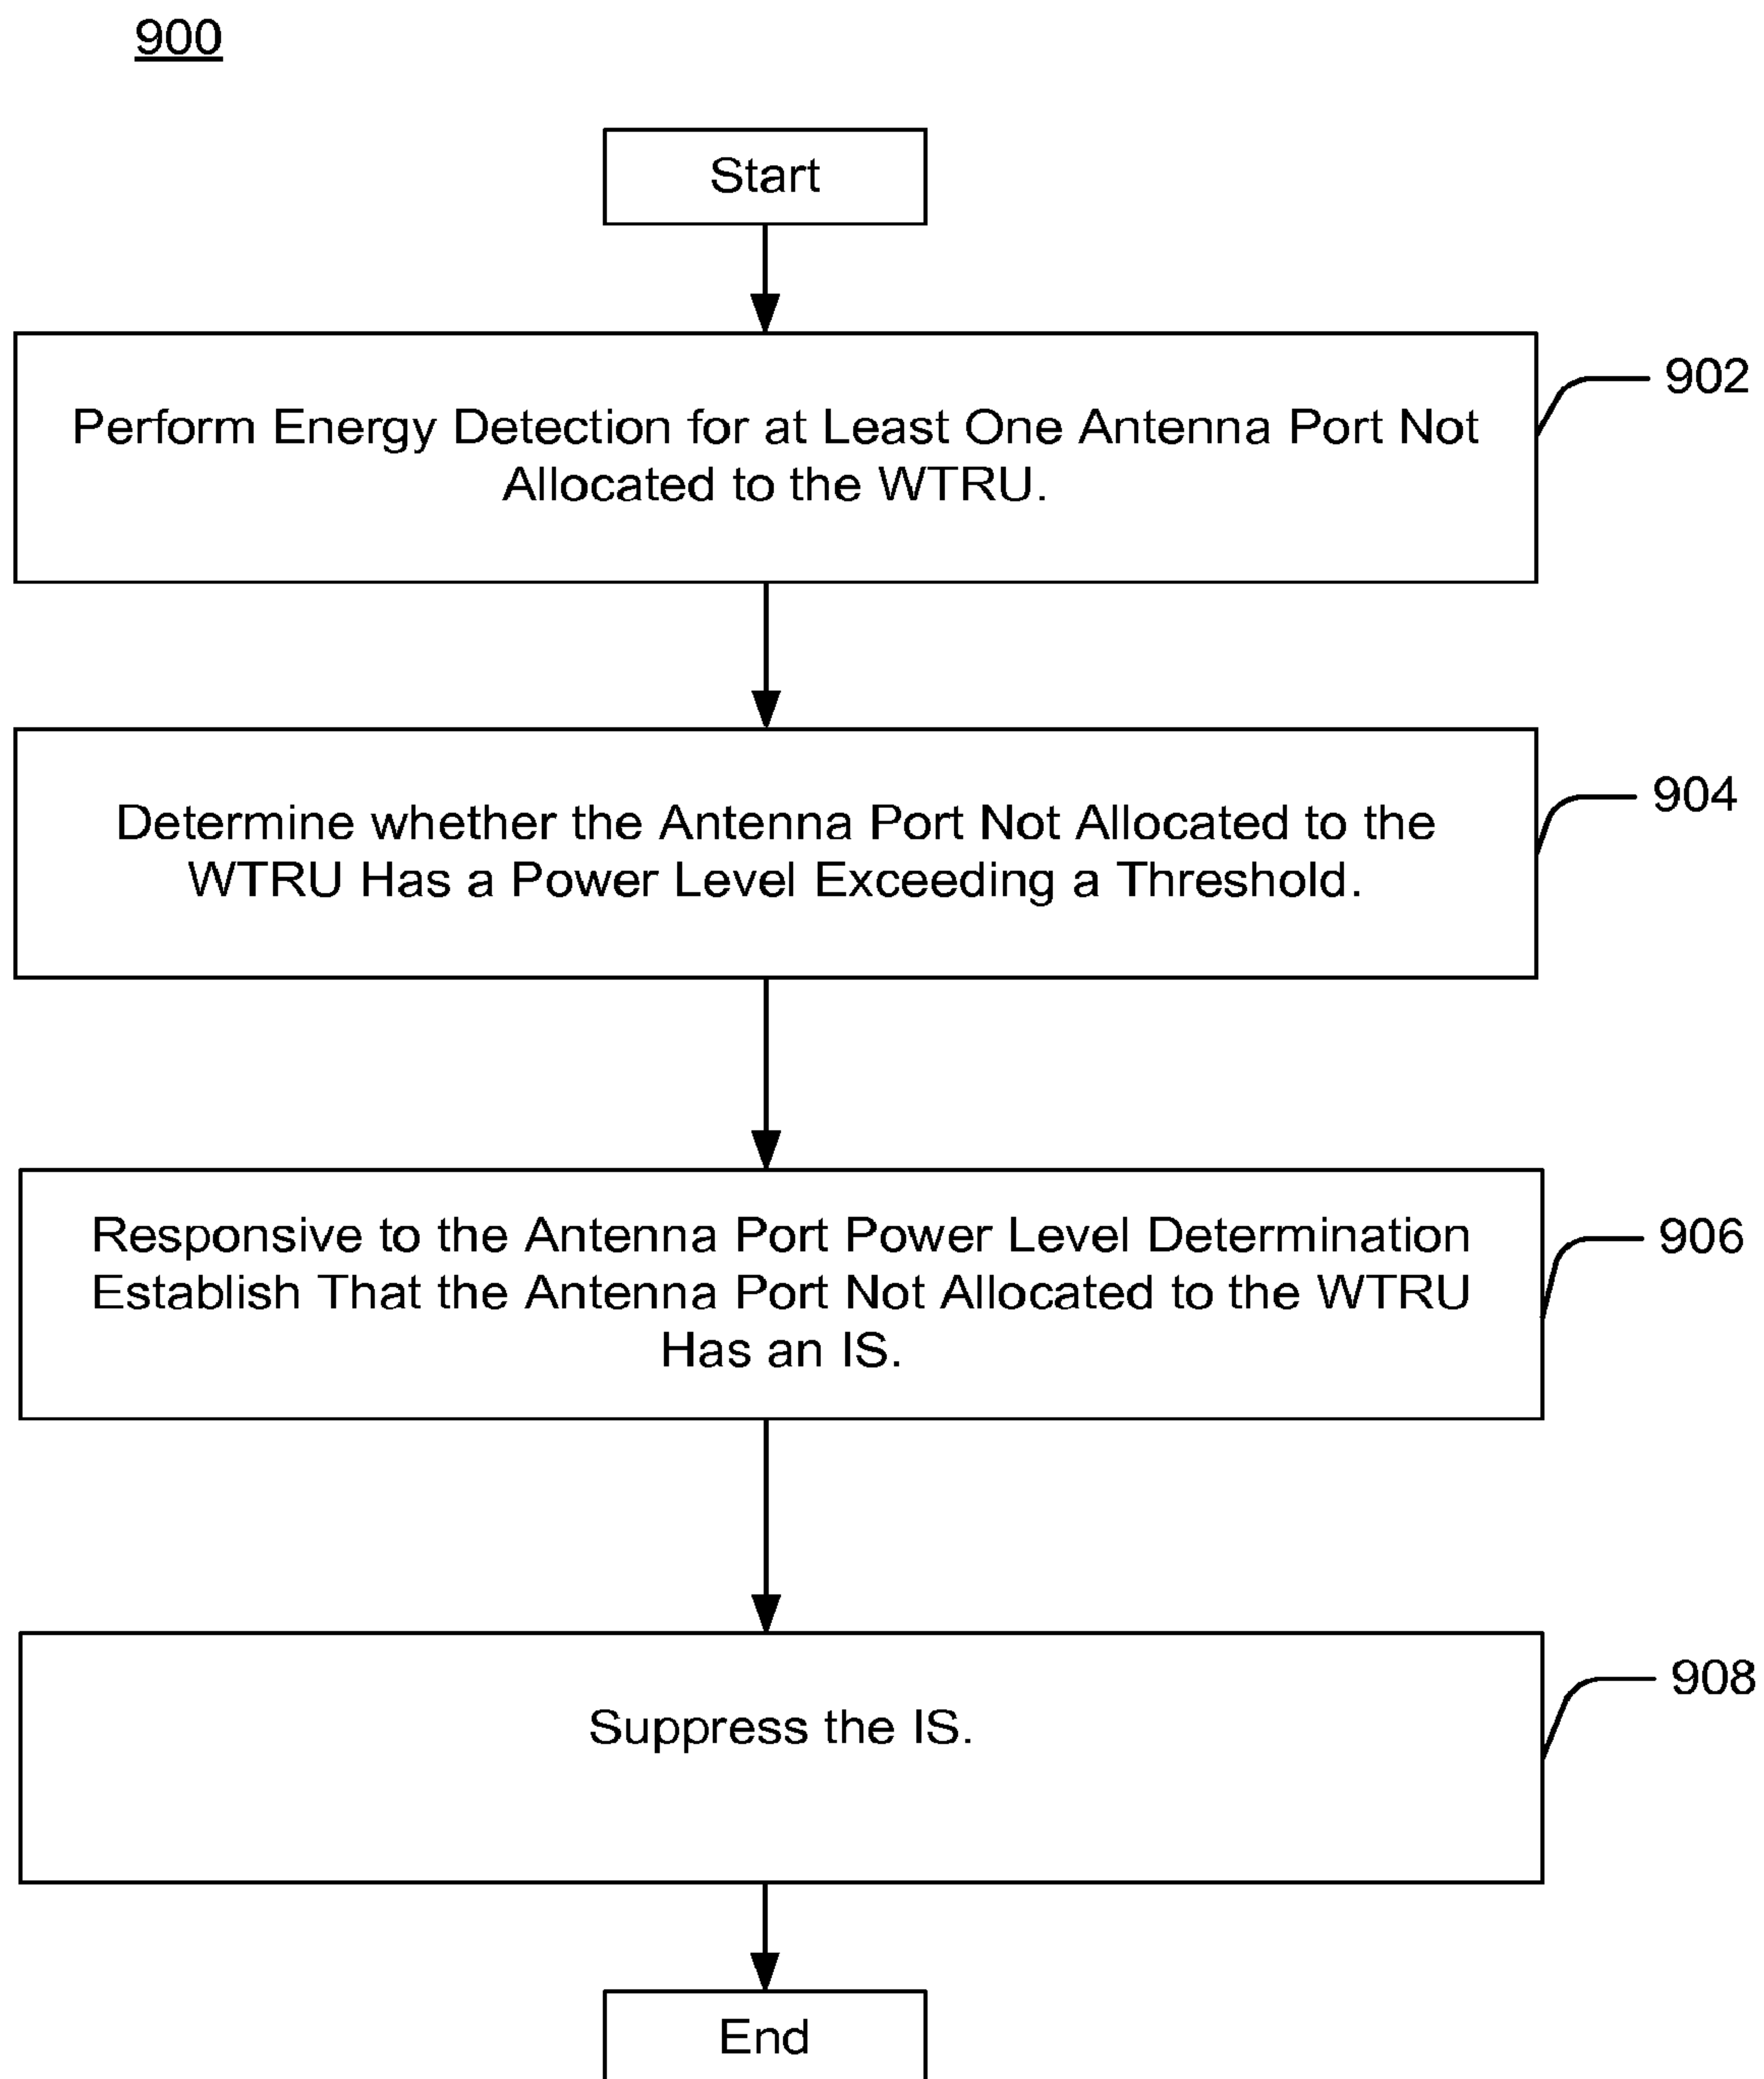 900
Start
Perform Energy Detection for at Least One Antenna Port Not
Allocated to the WTRU.
902
Determine whether the Antenna Port Not Allocated to the
WTRU Has a Power Level Exceeding a Threshold.
904
Responsive to the Antenna Port Power Level Determination
Establish That the Antenna Port Not Allocated to the WTRU
Has an IS.
906
Suppress the IS.
908
End